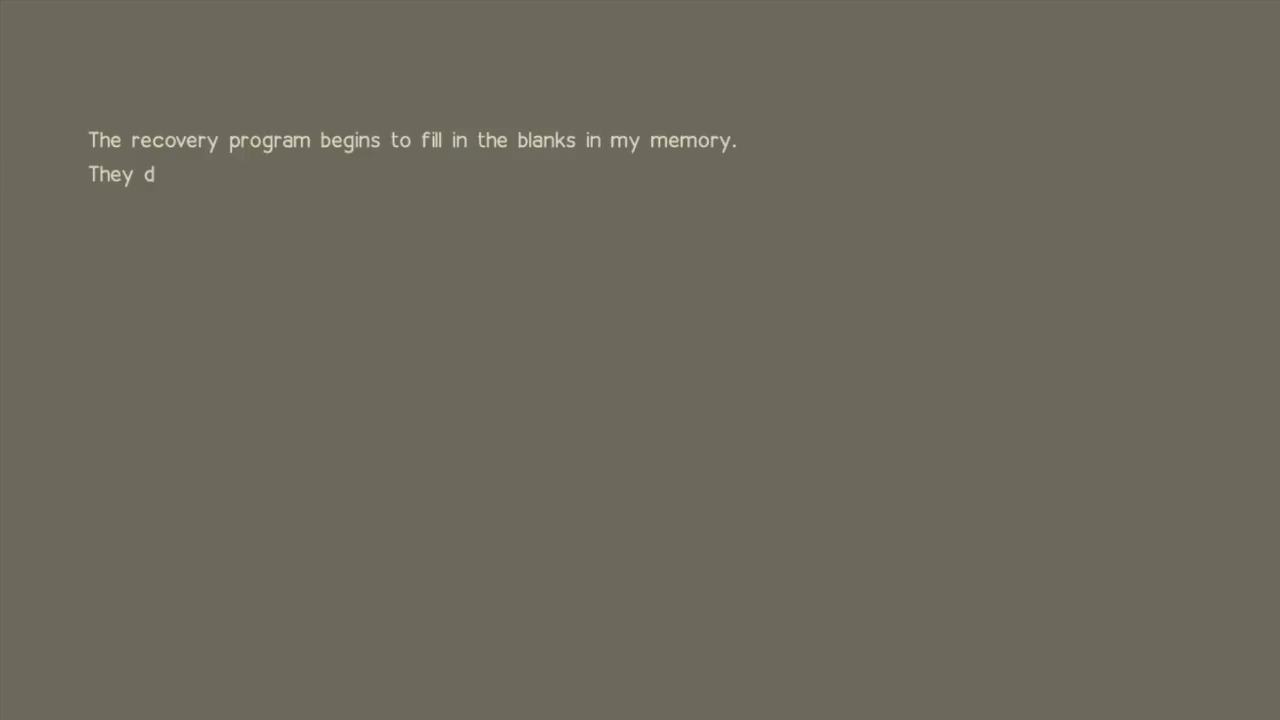 The recovery program begins to fill in the blanks in my memory.
They d